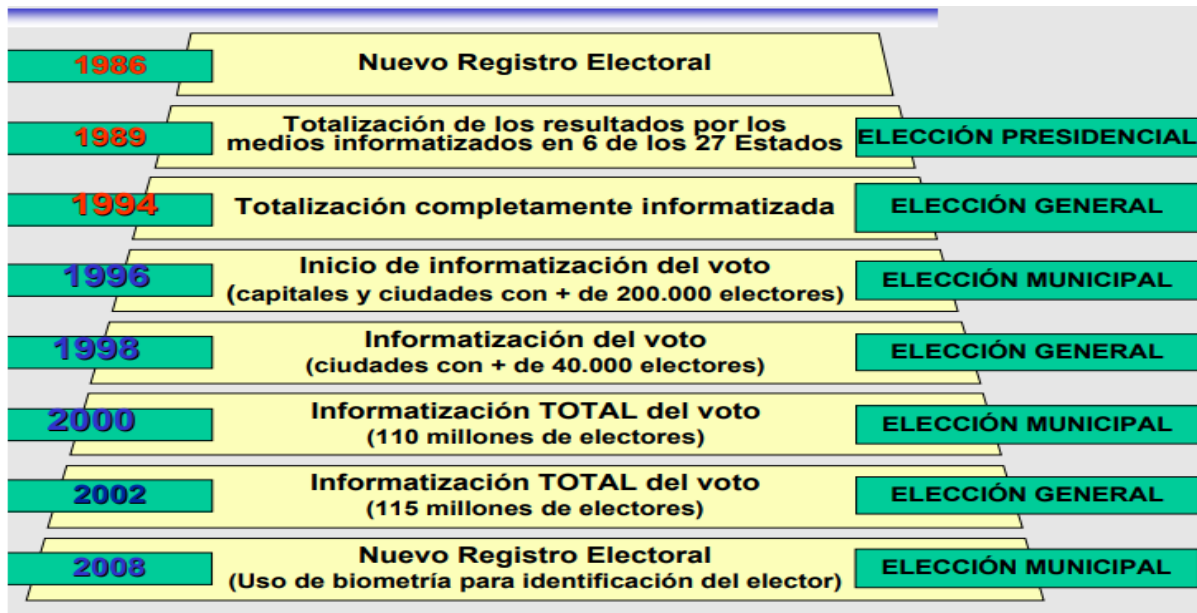 1986
Nuevo Registro Electoral
1989
Totalización de los resultados por los
medios informatizados en 6 de los 27 Estados
ELECCIÓN PRESIDENCIAL
1994
Totalización completamente informatizada
ELECCIÓN GENERAL
1996
Inicio de informatización del voto
(capitales y ciudades con + de 200.000 electores)
ELECCIÓN MUNICIPAL
1998
Informatización del voto
(ciudades con + de 40.000 electores)
ELECCIÓN GENERAL
2000
Informatización TOTAL del voto
(110 millones de electores)
ELECCIÓN MUNICIPAL
2002
Informatización TOTAL del voto
(115 millones de electores)
ELECCIÓN GENERAL
2008
Nuevo Registro Electoral
(Uso de biometría para identificación del elector)
ELECCIÓN MUNICIPAL